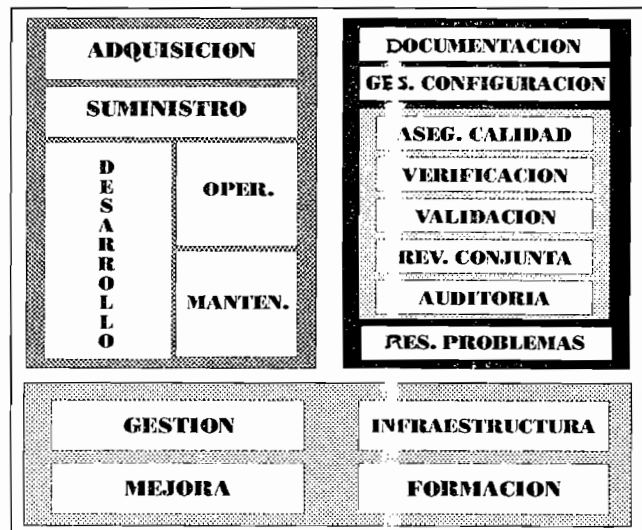 ADQUISICION
SUMINISTRO
DESARROLLO
OPER.
MANTEN.
DOCUMENTACION
GES. CONFIGURACION
ASEG. CALIDAD
VERIFICACION
VALIDACION
REV. CONJUNTA
AUDITORIA
RES. PROBLEMAS
GESTION
INFRAESTRUCTURA
MEJORA
FORMACION